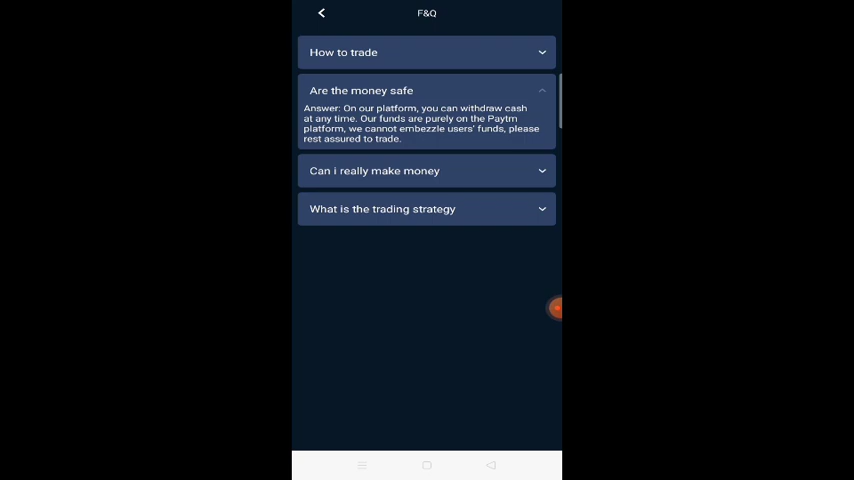 F&Q
How to trade
Are the money safe
Answer: On our platform, you can withdraw cash
at any time. Our funds are purely on the Paytm
platform, we cannot embezzle users' funds, please
rest assured to trade.
Can i really make money
What is the trading strategy